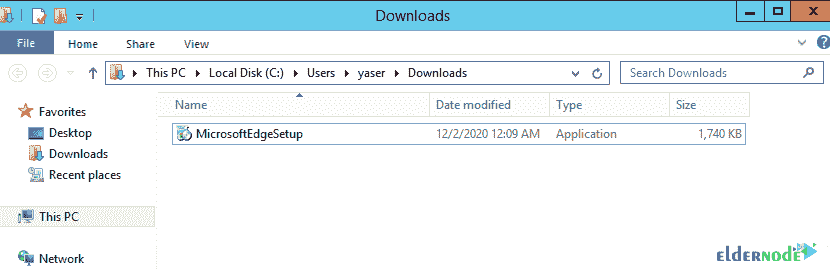 Downloads
File Home Share View
This PC Local Disk (C:) Users yaser Downloads Search Downloads
Favorites
Desktop
Downloads
Recent places
This PC
Network
Name Date modified Type Size
MicrosoftEdgeSetup 12/2/2020 12:09 AM Application 1,740 KB
ELDERNODE